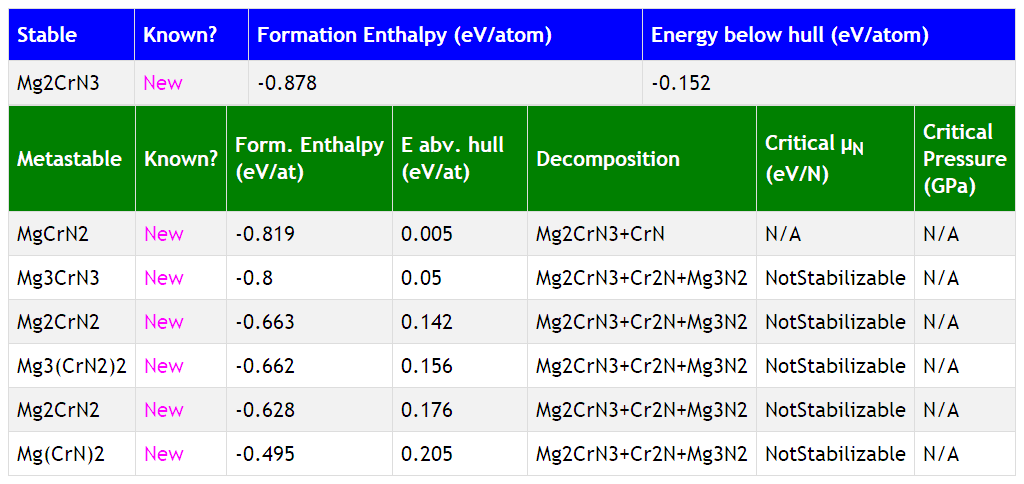 Stable Known? Formation Enthalpy (eV/atom) Energy below hull (eV/atom)
Mg2CrN3 New -0.878 -0.152
Metastable Known? Form. Enthalpy (eV/at) E abv. hull (eV/at) Decomposition Critical μN (eV/N) Critical Pressure (GPa)
MgCrN2 New -0.819 0.005 Mg2CrN3+CrN N/A N/A
Mg3CrN3 New -0.8 0.05 Mg2CrN3+Cr2N+Mg3N2 NotStabilizable N/A
Mg2CrN2 New -0.663 0.142 Mg2CrN3+Cr2N+Mg3N2 NotStabilizable N/A
Mg3(CrN2)2 New -0.662 0.156 Mg2CrN3+Cr2N+Mg3N2 NotStabilizable N/A
Mg2CrN2 New -0.628 0.176 Mg2CrN3+Cr2N+Mg3N2 NotStabilizable N/A
Mg(CrN)2 New -0.495 0.205 Mg2CrN3+Cr2N+Mg3N2 NotStabilizable N/A